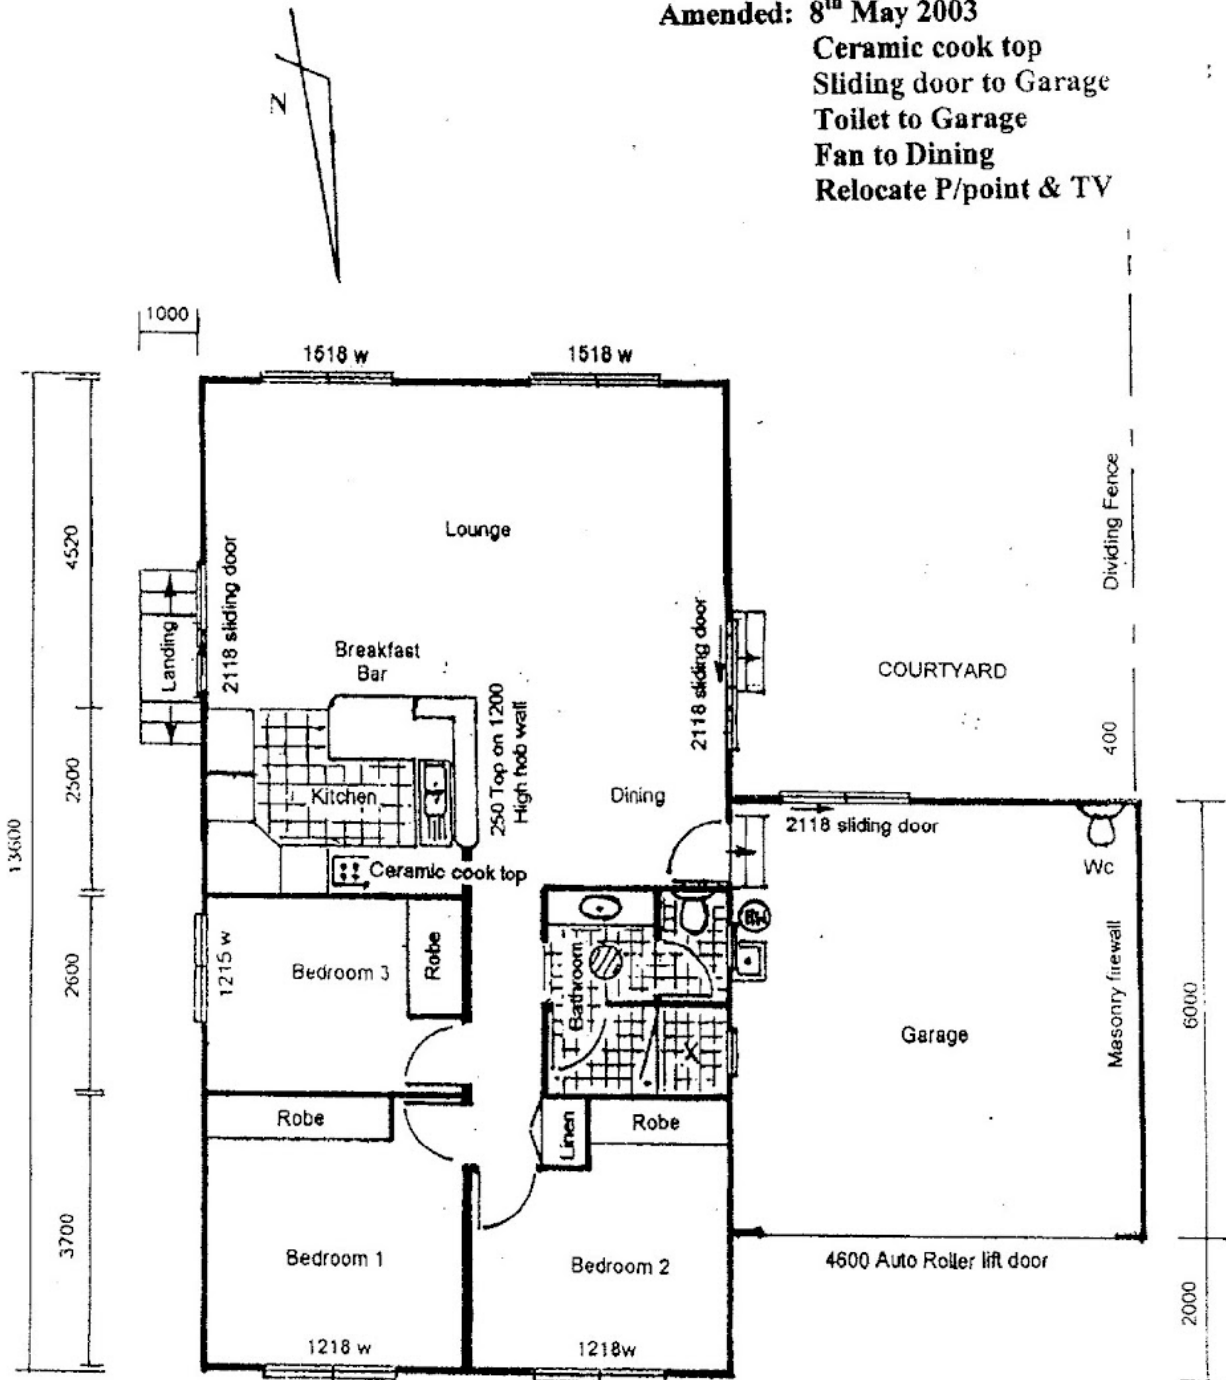 Amended: 8th May 2003
Ceramic cook top
Sliding door to Garage
Toilet to Garage
Fan to Dining
Relocate P/point & TV
N
1000
1518 w
1518 w
4520
2118 sliding door
Landing
Lounge
Breakfast
Bar
2118 sliding door
COURTYARD
Dividing Fence
400
250 Top on 1200
High hob wall
2500
13600
Kitchen
Dining
2118 sliding door
Wc
Ceramic cook top
2600
1215 w
Bedroom 3
Robe
Bathroom
Garage
Masonry firewall
6000
Robe
Linen
Robe
3700
Bedroom 1
Bedroom 2
4600 Auto Roller lift door
2000
1218 w
1218w